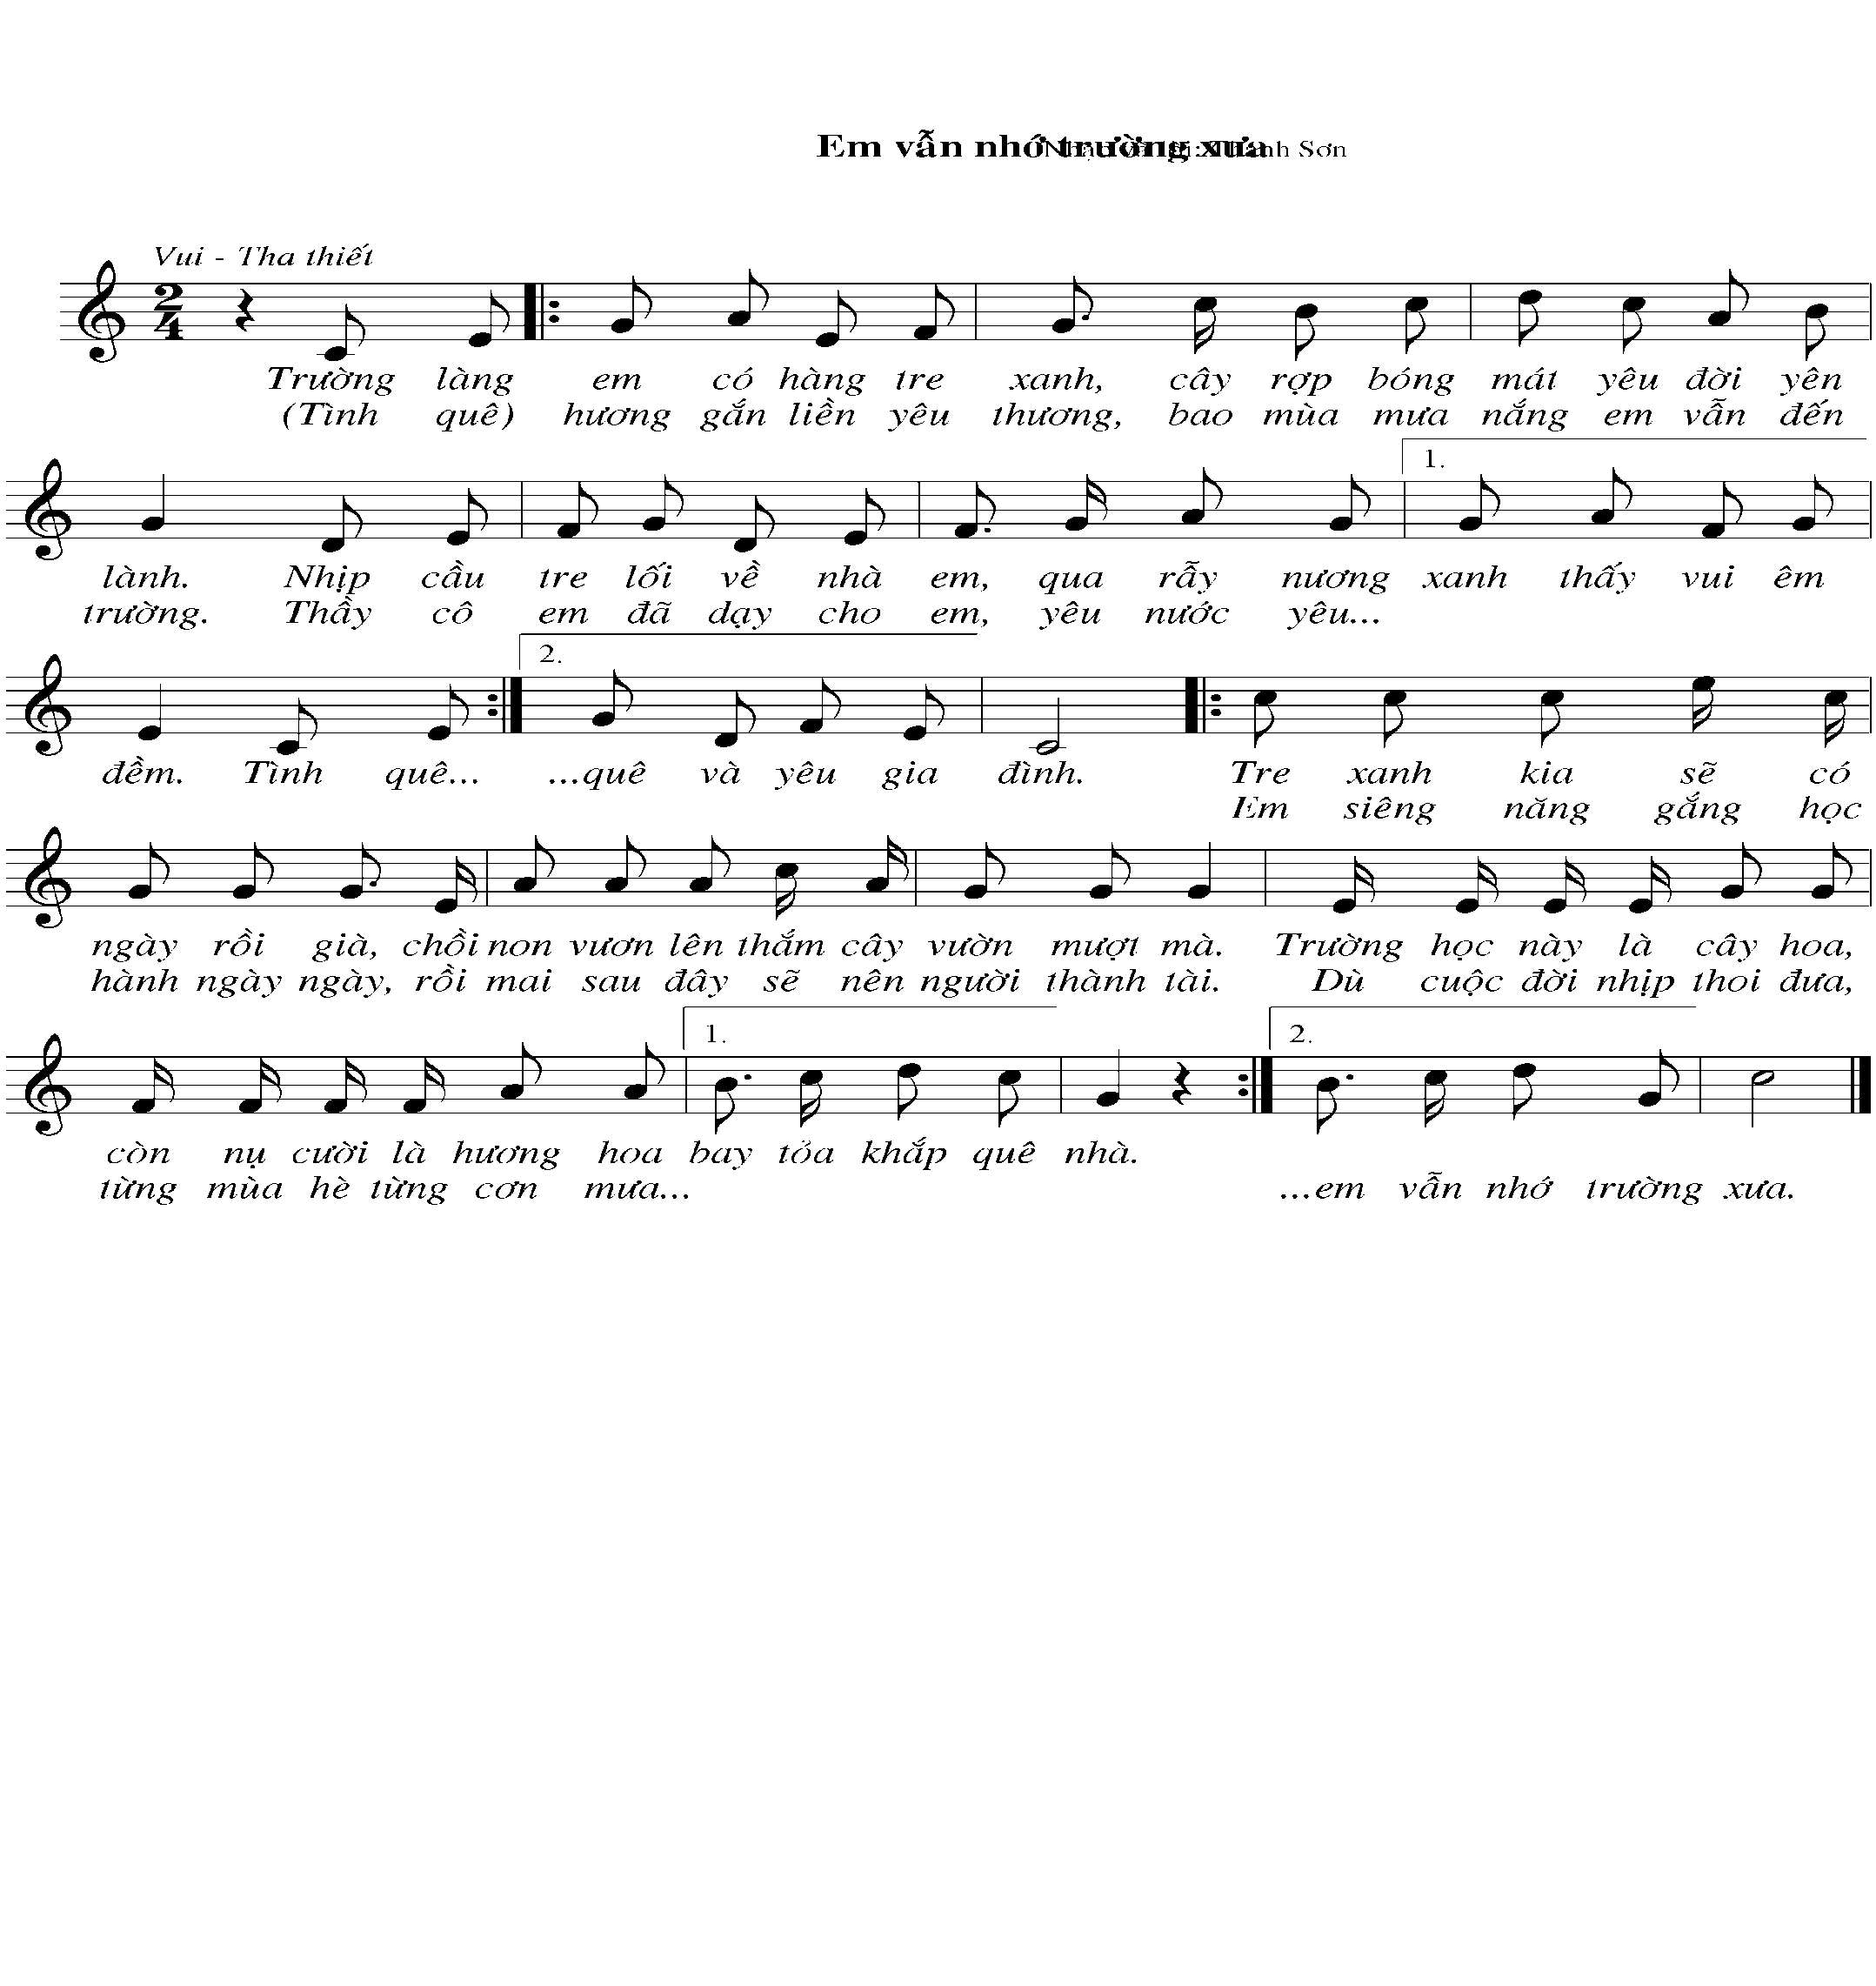 Em vẫn nhớ trường xưa
Thành Sơn
Vui - Tha thiết
2
4
Trường làng em có hàng tre xanh, cây rợp bóng mát yêu đời yên
(Tình quê) hương gắn liền yêu thương, bao mùa mưa nắng em vẫn đến
1.
lành. Nhịp cầu tre lối về nhà em, qua rẫy nương xanh thấy vui êm
trường. Thầy cô em đã dạy cho em, yêu nước yêu...
2.
đềm. Tình quê... ...quê và yêu gia đình. Tre xanh kia sẽ có
Em siêng năng gắng học
ngày rồi già, chồi non vươn lên thắm cây vườn mượt mà. Trường học này là cây hoa,
hành ngày ngày, rồi mai sau đây sẽ nên người thành tài. Dù cuộc đời nhịp thoi đưa,
1. 2.
còn nụ cười là hương hoa bay tỏa khắp quê nhà.
từng mùa hè từng cơn mưa... ...em vẫn nhớ trường xưa.